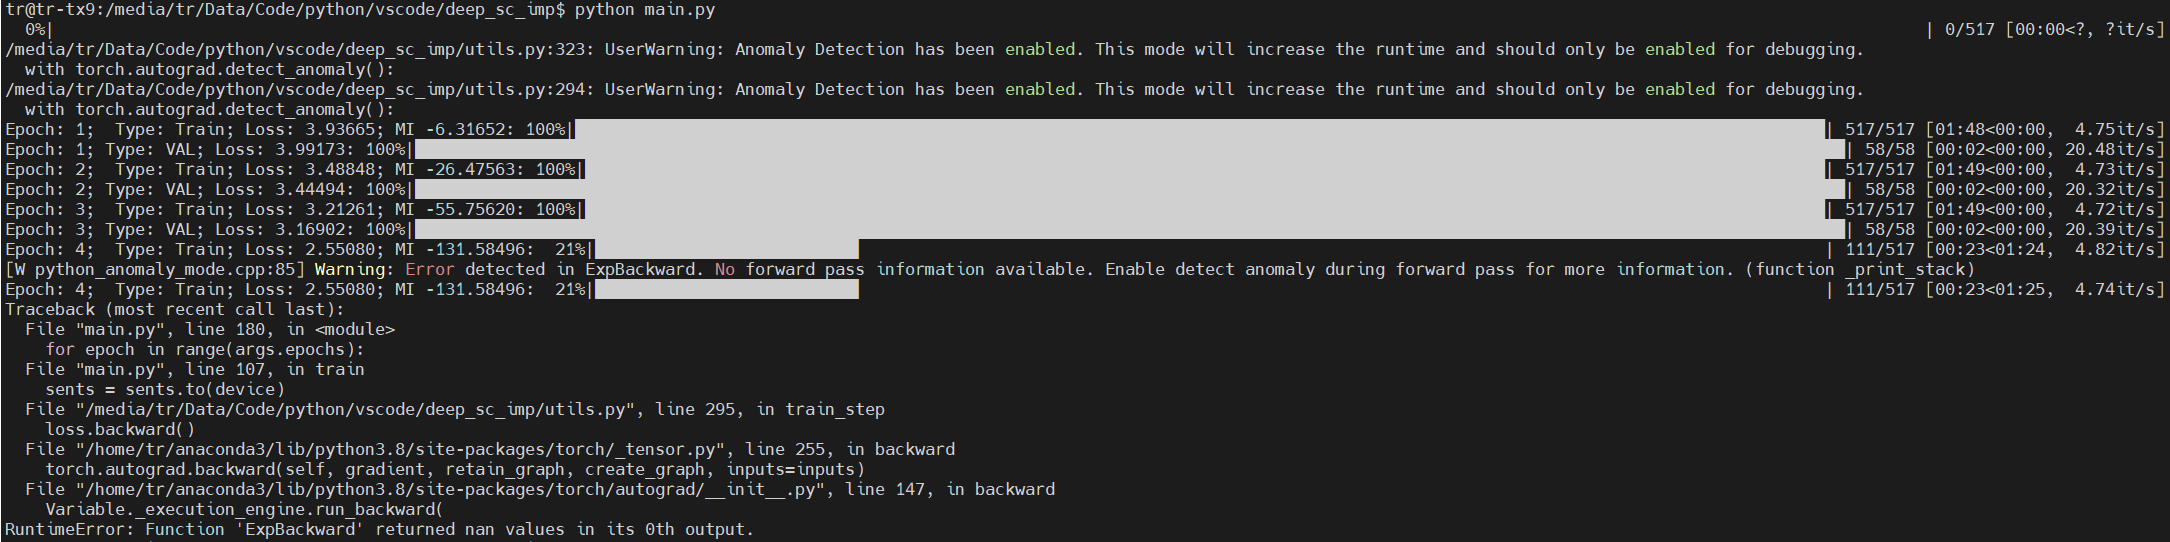 tr@tr-tx9:/media/tr/Data/Code/python/vscode/deep_sc_imp$ python main.py
  0%|                                                                                          | 0/517 [00:00<?, ?it/s]
/media/tr/Data/Code/python/vscode/deep_sc_imp/utils.py:323: UserWarning: Anomaly Detection has been enabled. This mode will increase the runtime and should only be enabled for debugging.
  with torch.autograd.detect_anomaly():
/media/tr/Data/Code/python/vscode/deep_sc_imp/utils.py:294: UserWarning: Anomaly Detection has been enabled. This mode will increase the runtime and should only be enabled for debugging.
  with torch.autograd.detect_anomaly():
Epoch: 1;  Type: Train; Loss: 3.93665; MI -6.31652: 100%|| 517/517 [01:48<00:00,  4.75it/s]
Epoch: 1; Type: VAL; Loss: 3.99173: 100%|| 58/58 [00:02<00:00, 20.48it/s]
Epoch: 2;  Type: Train; Loss: 3.48848; MI -26.47563: 100%|| 517/517 [01:49<00:00,  4.73it/s]
Epoch: 2; Type: VAL; Loss: 3.44494: 100%|| 58/58 [00:02<00:00, 20.32it/s]
Epoch: 3;  Type: Train; Loss: 3.21261; MI -55.75620: 100%|| 517/517 [01:49<00:00,  4.72it/s]
Epoch: 3; Type: VAL; Loss: 3.16902: 100%|| 58/58 [00:02<00:00, 20.39it/s]
Epoch: 4;  Type: Train; Loss: 2.55080; MI -131.58496:  21%|| 111/517 [00:23<01:24,  4.82it/s]
[W python_anomaly_mode.cpp:85] Warning: Error detected in ExpBackward. No forward pass information available. Enable detect anomaly during forward pass for more information. (function _print_stack)
Epoch: 4;  Type: Train; Loss: 2.55080; MI -131.58496:  21%|| 111/517 [00:23<01:25,  4.74it/s]
Traceback (most recent call last):
  File "main.py", line 180, in <module>
    for epoch in range(args.epochs):
  File "main.py", line 107, in train
    sents = sents.to(device)
  File "/media/tr/Data/Code/python/vscode/deep_sc_imp/utils.py", line 295, in train_step
    loss.backward()
  File "/home/tr/anaconda3/lib/python3.8/site-packages/torch/_tensor.py", line 255, in backward
    torch.autograd.backward(self, gradient, retain_graph, create_graph, inputs=inputs)
  File "/home/tr/anaconda3/lib/python3.8/site-packages/torch/autograd/__init__.py", line 147, in backward
    Variable._execution_engine.run_backward(
RuntimeError: Function 'ExpBackward' returned nan values in its 0th output.